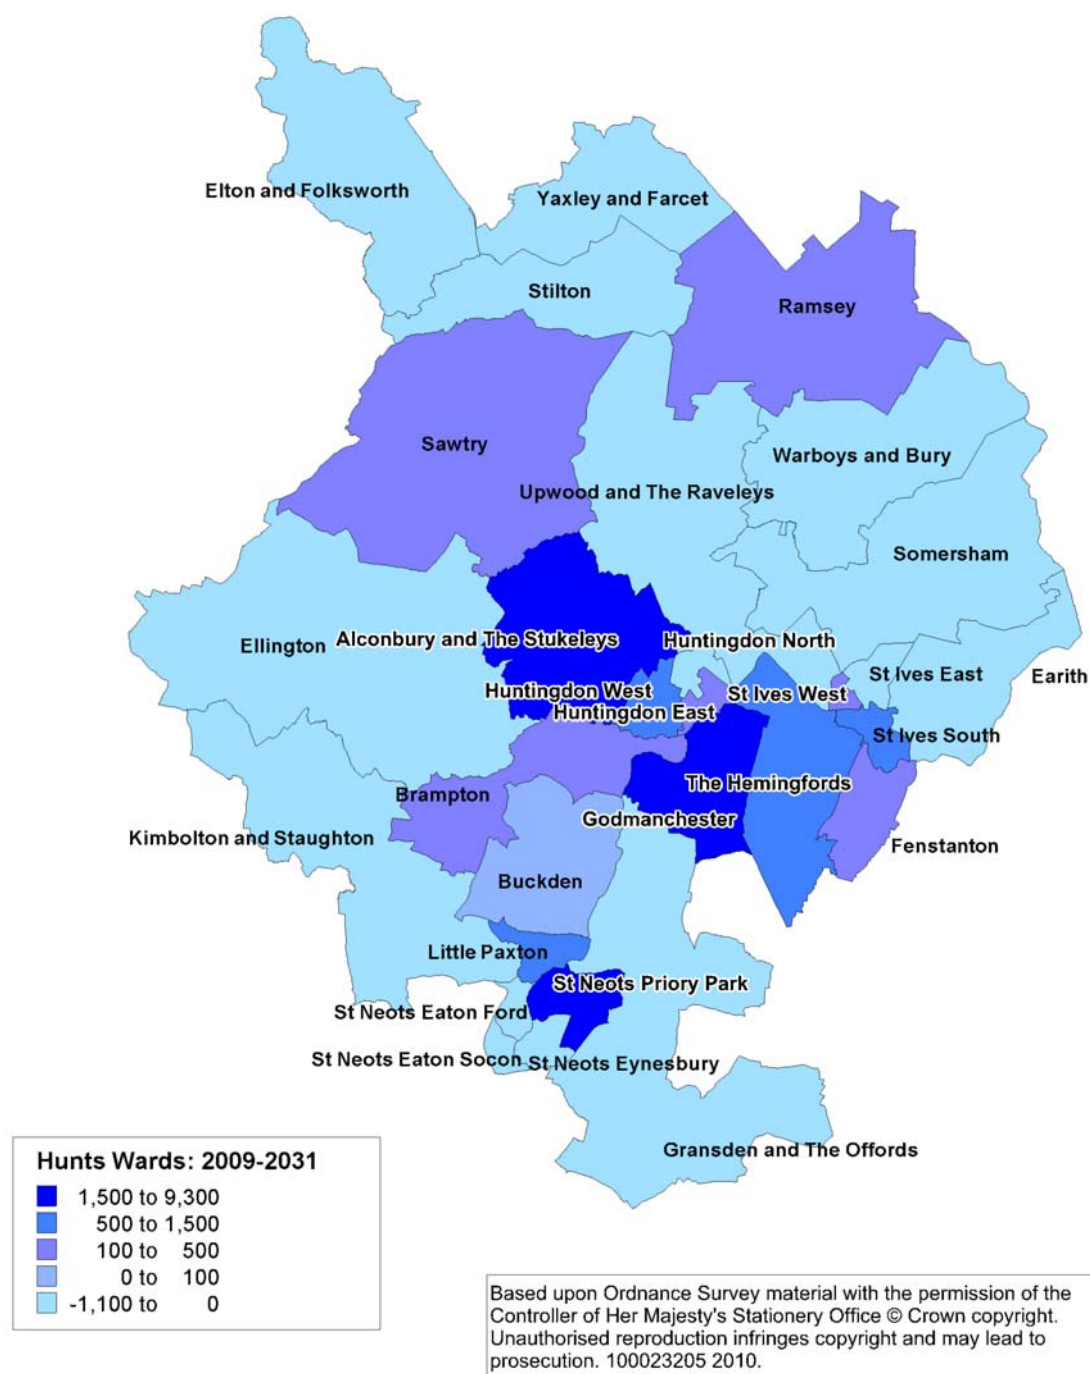 Elton and Folksworth
Yaxley and Farcet
Stilton
Ramsey
Sawtry
Warboys and Bury
Upwood and The Raveleys
Somersham
Ellington
Alconbury and The Stukeleys
Huntingdon North
St Ives East
Earith
Huntingdon West
St Ives West
Huntingdon East
St Ives South
The Hemingfords
Brampton
Godmanchester
Kimbolton and Staughton
Fenstanton
Buckden
Little Paxton
St Neots Priory Park
St Neots Eaton Ford
St Neots Eaton Socon
St Neots Eynesbury
Gransden and The Offords
Hunts Wards: 2009-2031
1,500 to 9,300
500 to 1,500
100 to 500
0 to 100
-1,100 to 0
Based upon Ordnance Survey material with the permission of the
Controller of Her Majesty's Stationery Office © Crown copyright.
Unauthorised reproduction infringes copyright and may lead to
prosecution. 100023205 2010.